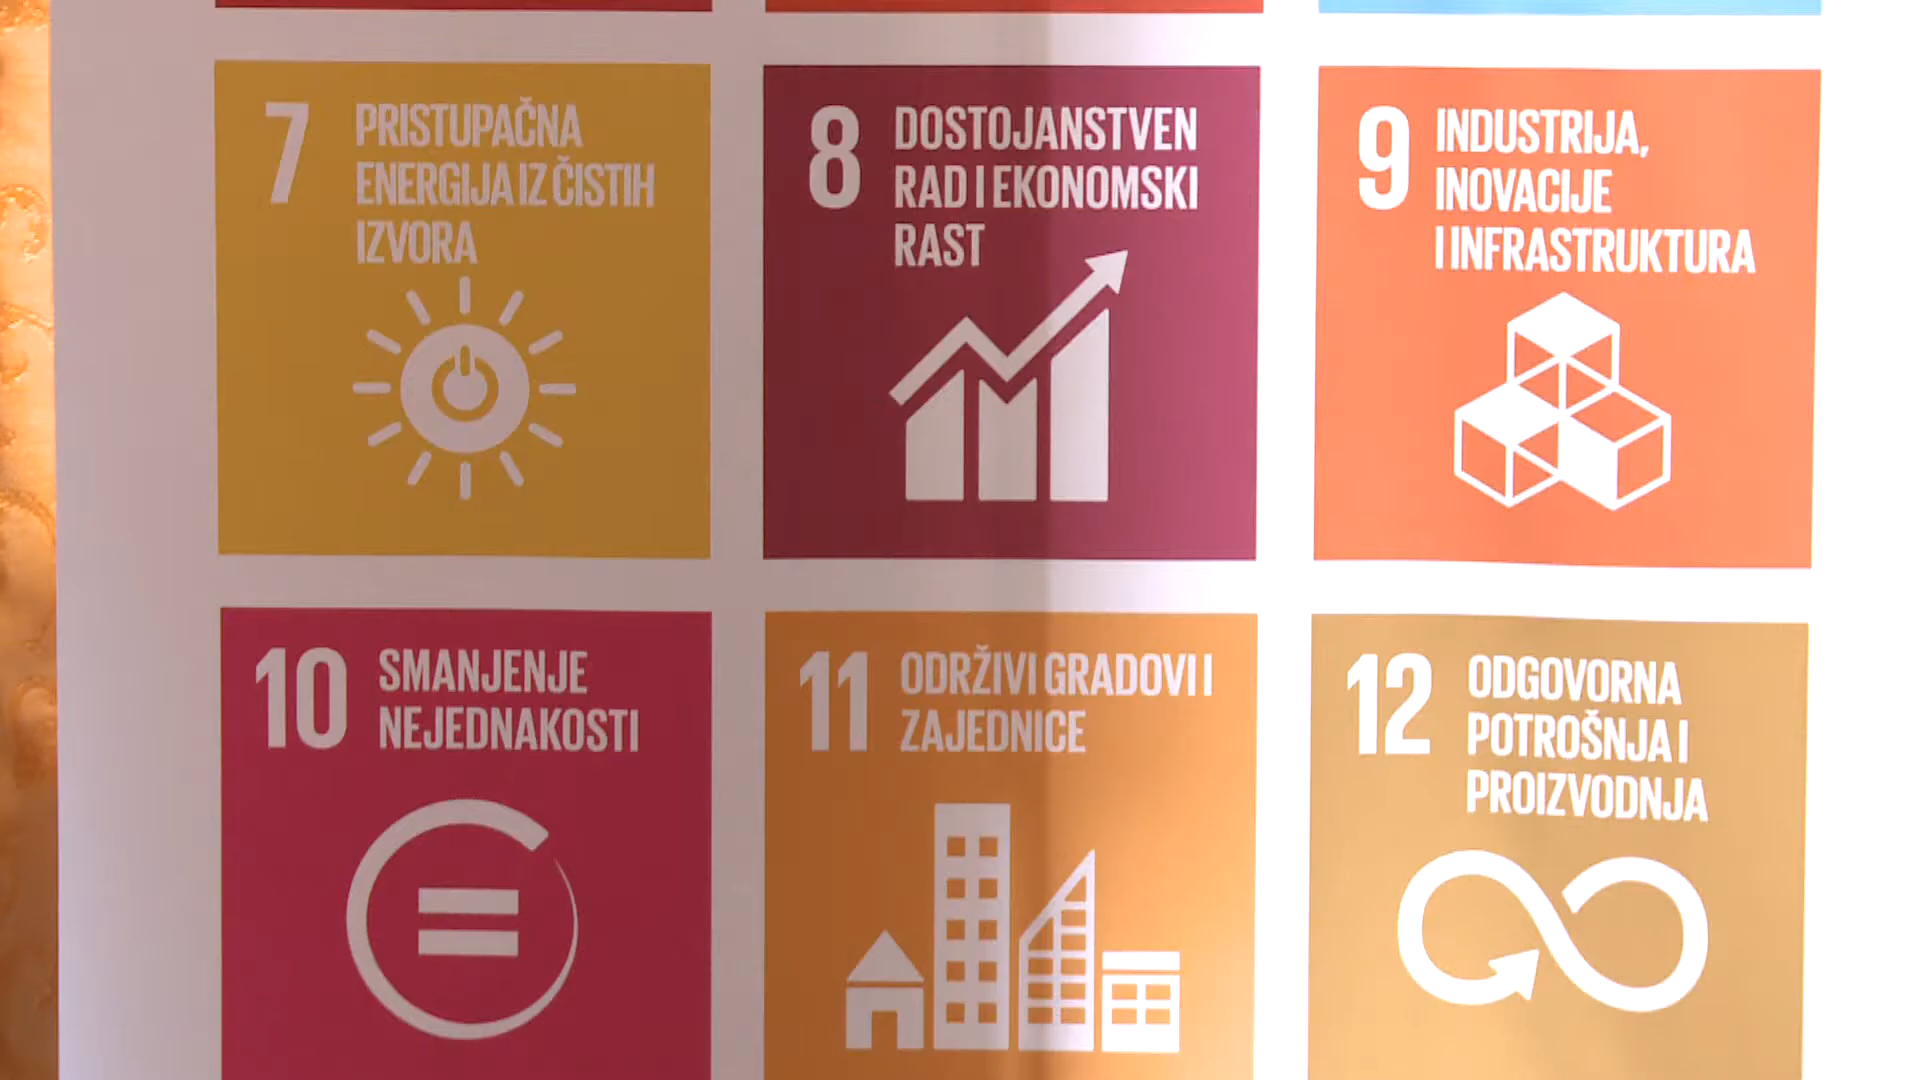 7
PRISTUPAČNA
ENERGIJA IZ ČISTIH
IZVORA
8
DOSTOJANSTVEN
RAD I EKONOMSKI
RAST
9
INDUSTRIJA,
INOVACIJE
I INFRASTRUKTURA
10
SMANJENJE
NEJEDNAKOSTI
11
ODRŽIVI GRADOVI I
ZAJEDNICE
12
ODGOVORNA
POTROŠNJA I
PROIZVODNJA